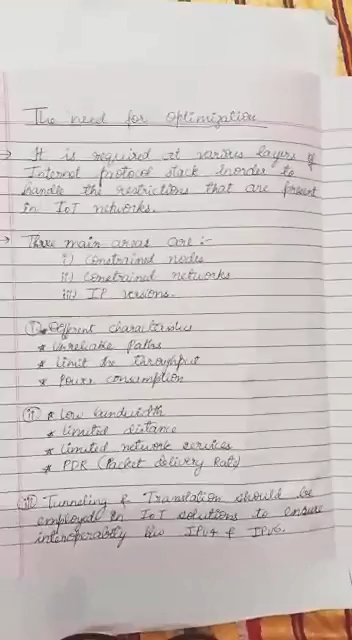 The need for optimization
→ It is required at various layers of
Internet protocol stack inorder to
handle the restrictions that are present
in IoT networks.
→ Three main areas are :-
i) constrained nodes
ii) constrained networks
iii) IP versions.
(i) * Different characteristics
* Unreliable paths
* Limit the throughput
* Power consumption
(ii) * Low bandwidth
* Limited distance
* Limited network services
* PDR (Packet delivery Rate)
(iii) Tunneling & Translation should be
employed in IoT solutions to ensure
interoperability b/w IPv4 & IPv6.